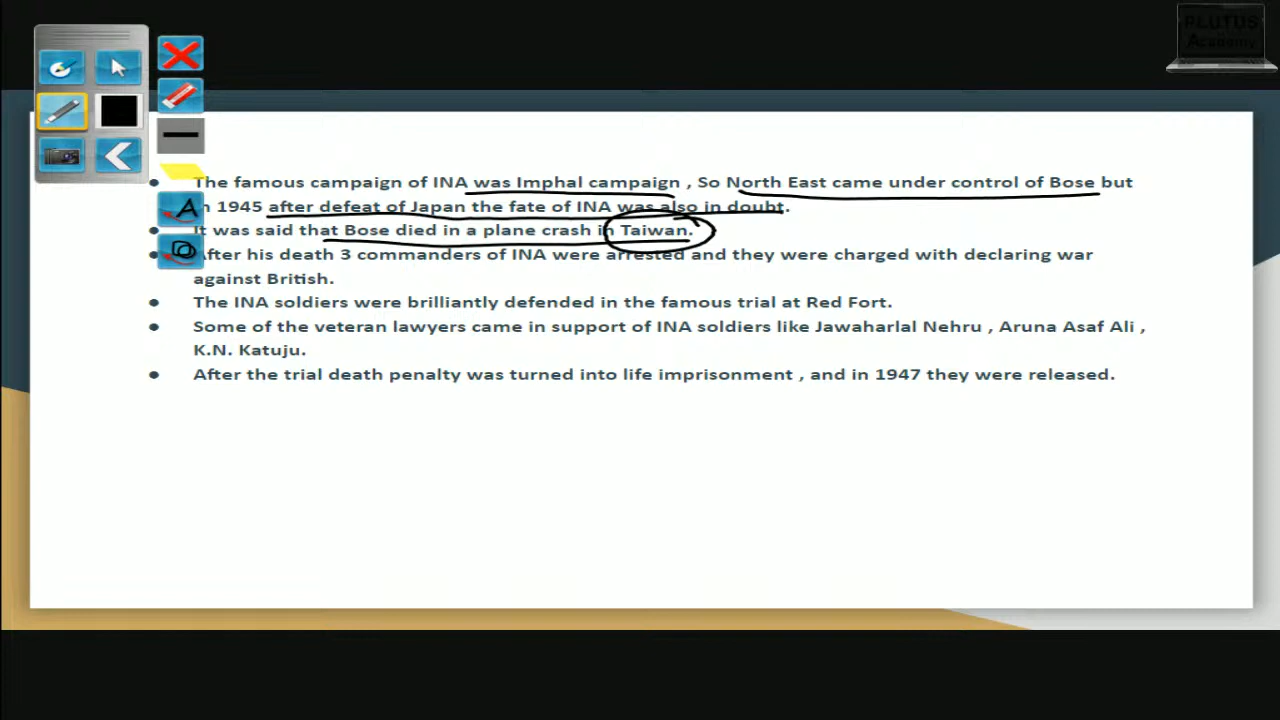 PLUTUS
Academy
The famous campaign of INA was Imphal campaign , So North East came under control of Bose but
n 1945 after defeat of Japan the fate of INA was also in doubt.
It was said that Bose died in a plane crash in Taiwan.
After his death 3 commanders of INA were arrested and they were charged with declaring war
against British.
The INA soldiers were brilliantly defended in the famous trial at Red Fort.
Some of the veteran lawyers came in support of INA soldiers like Jawaharlal Nehru , Aruna Asaf Ali ,
K.N. Katuju.
After the trial death penalty was turned into life imprisonment , and in 1947 they were released.